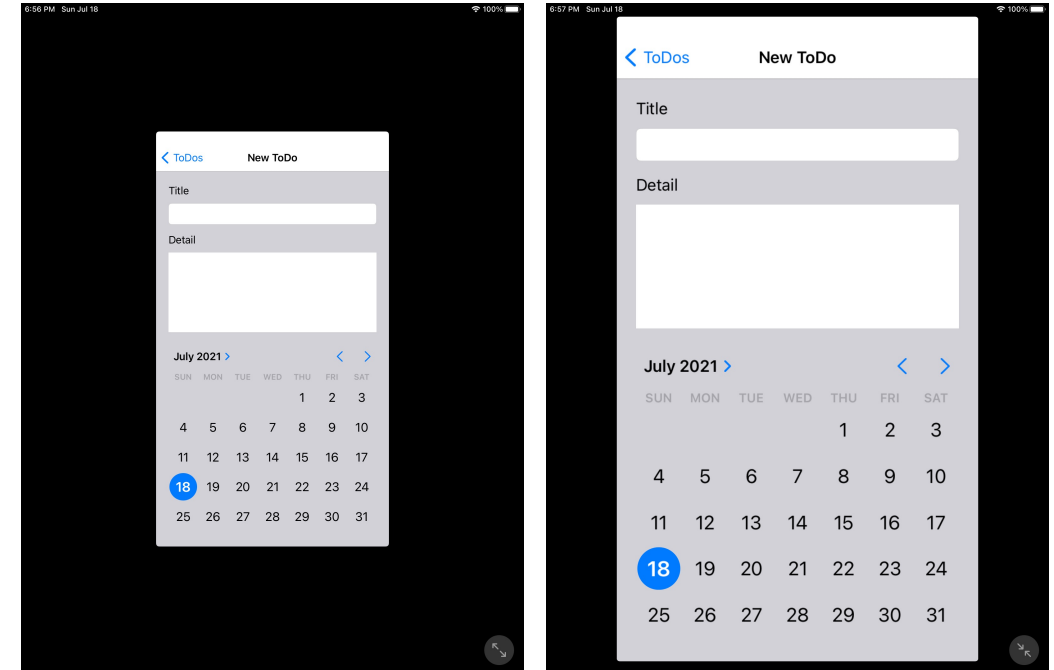 6:56 PM Sun Jul 18
100%
ToDos
New ToDo
Title
Detail
July 2021
SUN MON TUE WED THU FRI SAT
1 2 3
4 5 6 7 8 9 10
11 12 13 14 15 16 17
18 19 20 21 22 23 24
25 26 27 28 29 30 31
6:57 PM Sun Jul 18
100%
ToDos
New ToDo
Title
Detail
July 2021
SUN MON TUE WED THU FRI SAT
1 2 3
4 5 6 7 8 9 10
11 12 13 14 15 16 17
18 19 20 21 22 23 24
25 26 27 28 29 30 31